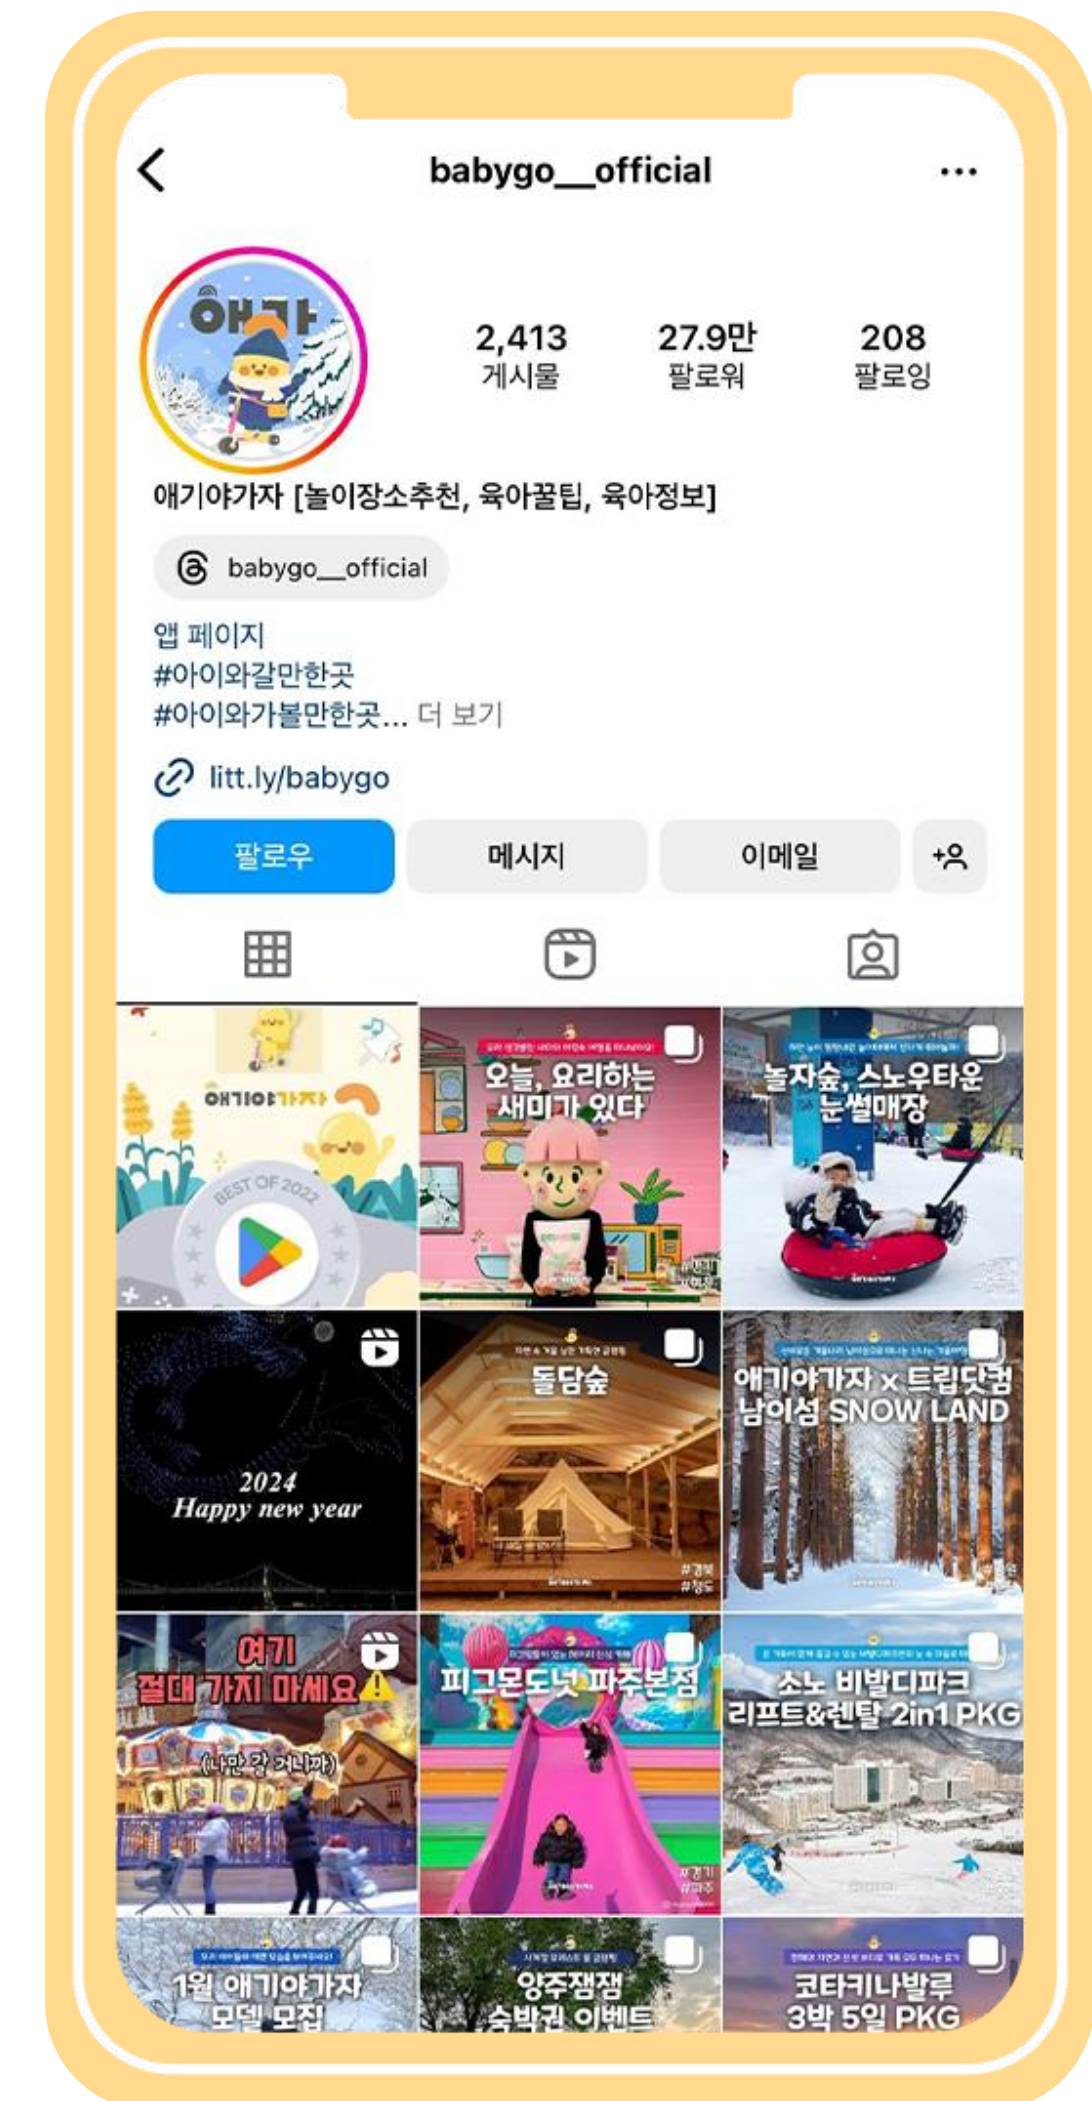 babygo__official
애가
2,413
게시물
27.9만
팔로워
208
팔로잉
애기야가자 [놀이장소추천, 육아꿀팁, 육아정보]
babygo__official
앱 페이지
#아이와갈만한곳
#아이와가볼만한곳... 더 보기
litt.ly/babygo
팔로우
메시지
이메일
애기야가자
BEST OF 2022
오늘, 요리하는
새미가 있다
놀자숲, 스노우타운
눈썰매장
2024
Happy new year
돌담숲
#경북
#청도
애기야가자 x 트립닷컴
남이섬 SNOW LAND
여기
절대 가지 마세요
(나만 갈 거니까)
피그몬도넛 파주본점
#경기
#파주
소노 비발디파크
리프트&렌탈 2in1 PKG
1월 애기야가자
모델 모집
양주잼잼
숙박권 이벤트
코타키나발루
3박 5일 PKG